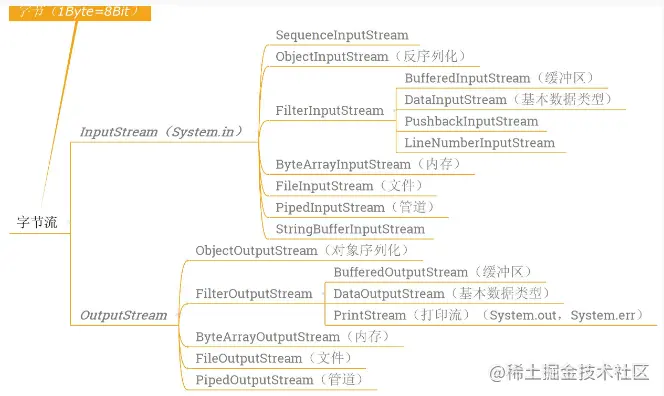 字节（1Byte=8Bit）
SequenceInputStream
ObjectInputStream（反序列化）
BufferedInputStream（缓冲区）
DataInputStream（基本数据类型）
FilterInputStream
PushbackInputStream
InputStream（System.in）
LineNumberInputStream
ByteArrayInputStream（内存）
FileInputStream（文件）
PipedInputStream（管道）
字节流
StringBufferInputStream
ObjectOutputStream（对象序列化）
BufferedOutputStream（缓冲区）
FilterOutputStream
DataOutputStream（基本数据类型）
OutputStream
PrintStream（打印流）（System.out，System.err）
ByteArrayOutputStream（内存）
FileOutputStream（文件）
PipedOutputStream（管道）
@稀土掘金技术社区